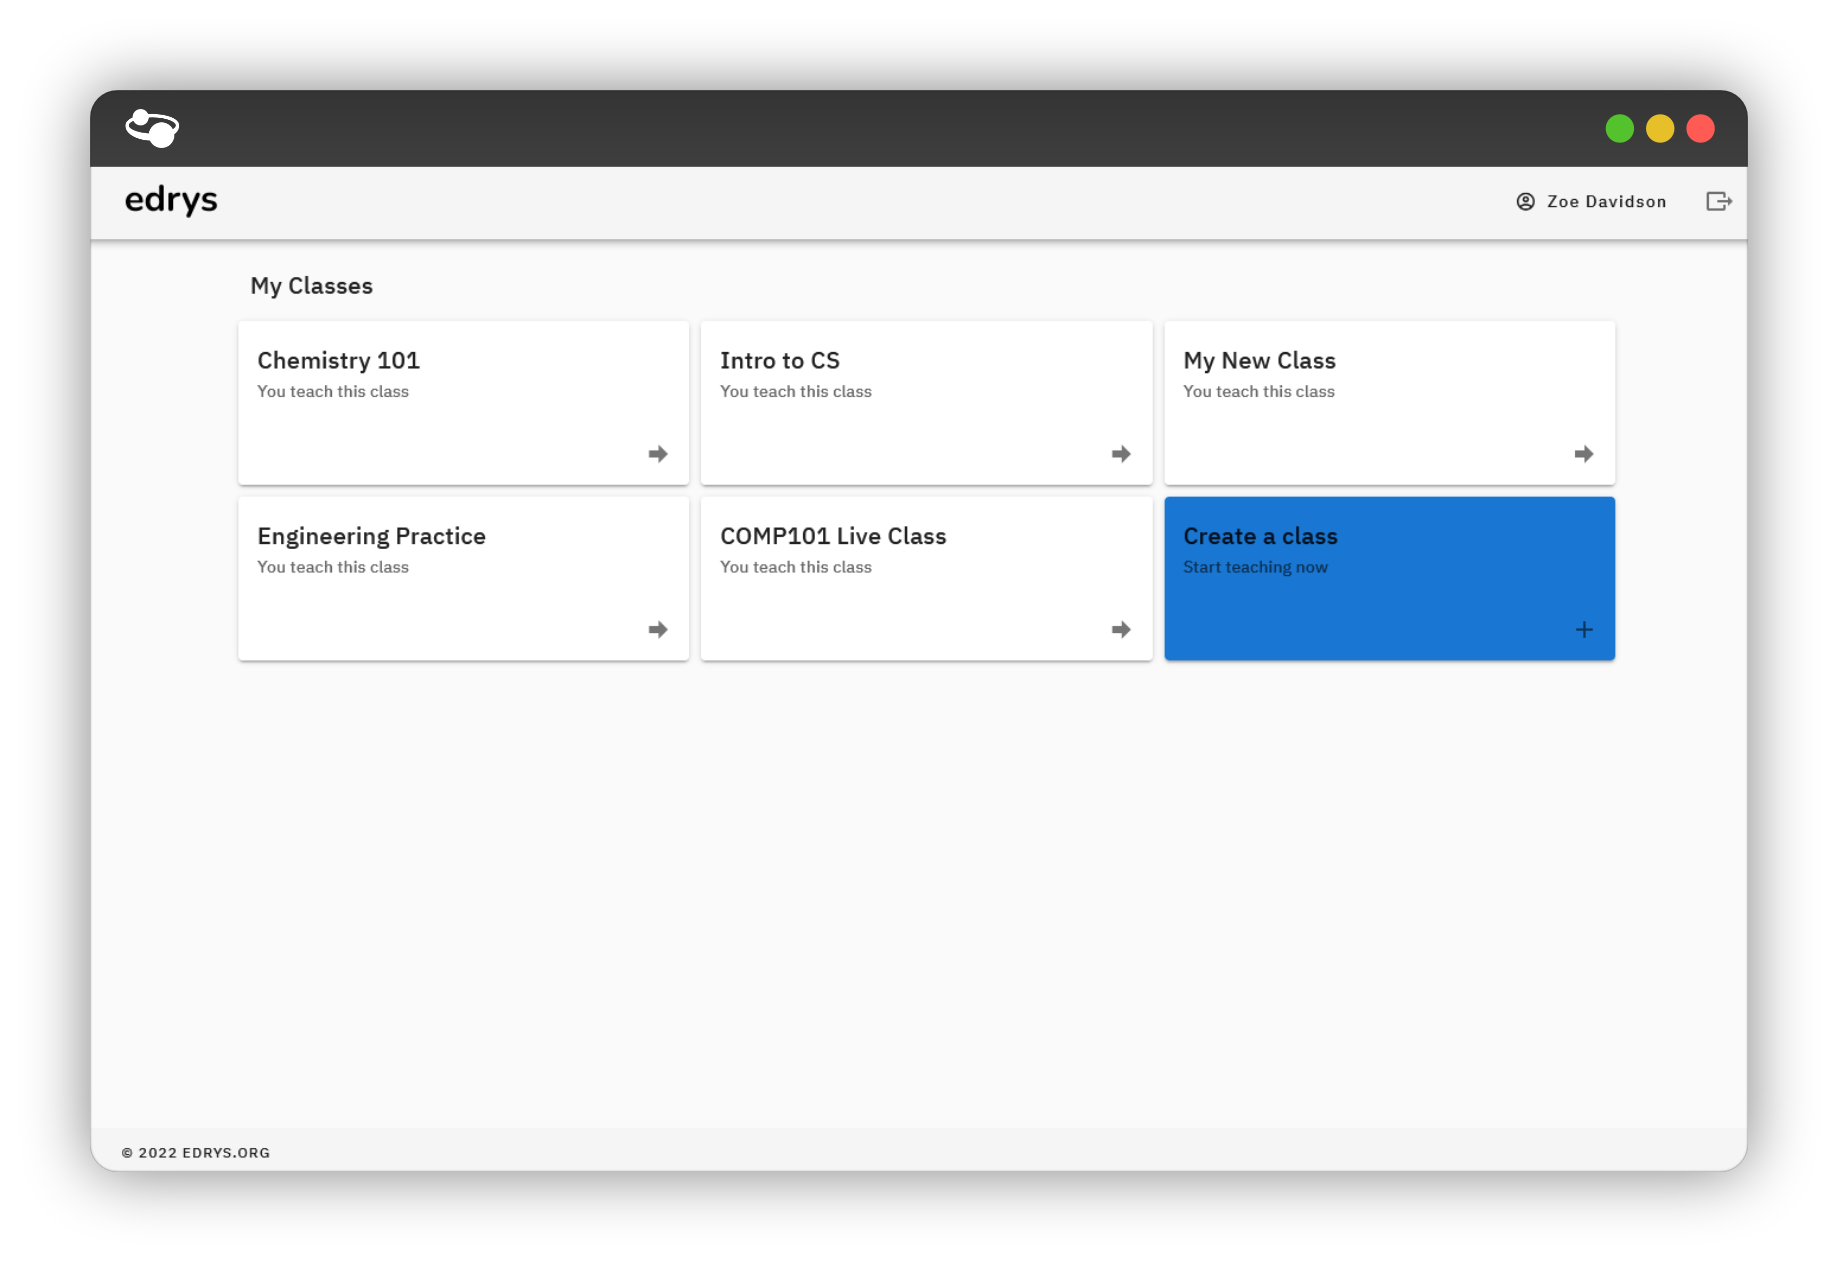 edrys
Zoe Davidson
My Classes
Chemistry 101
You teach this class
Intro to CS
You teach this class
My New Class
You teach this class
Engineering Practice
You teach this class
COMP101 Live Class
You teach this class
Create a class
Start teaching now
© 2022 EDRYS.ORG